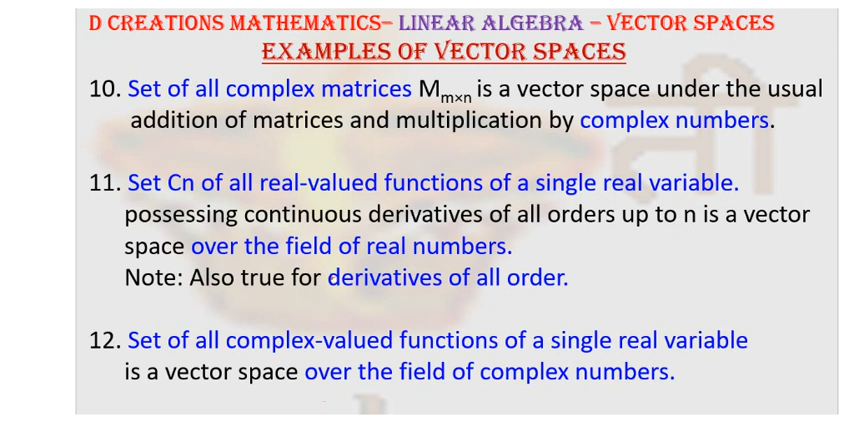 D CREATIONS MATHEMATICS– LINEAR ALGEBRA – VECTOR SPACES
EXAMPLES OF VECTOR SPACES
10. Set of all complex matrices Mm×n is a vector space under the usual
addition of matrices and multiplication by complex numbers.
11. Set Cn of all real-valued functions of a single real variable.
possessing continuous derivatives of all orders up to n is a vector
space over the field of real numbers.
Note: Also true for derivatives of all order.
12. Set of all complex-valued functions of a single real variable
is a vector space over the field of complex numbers.